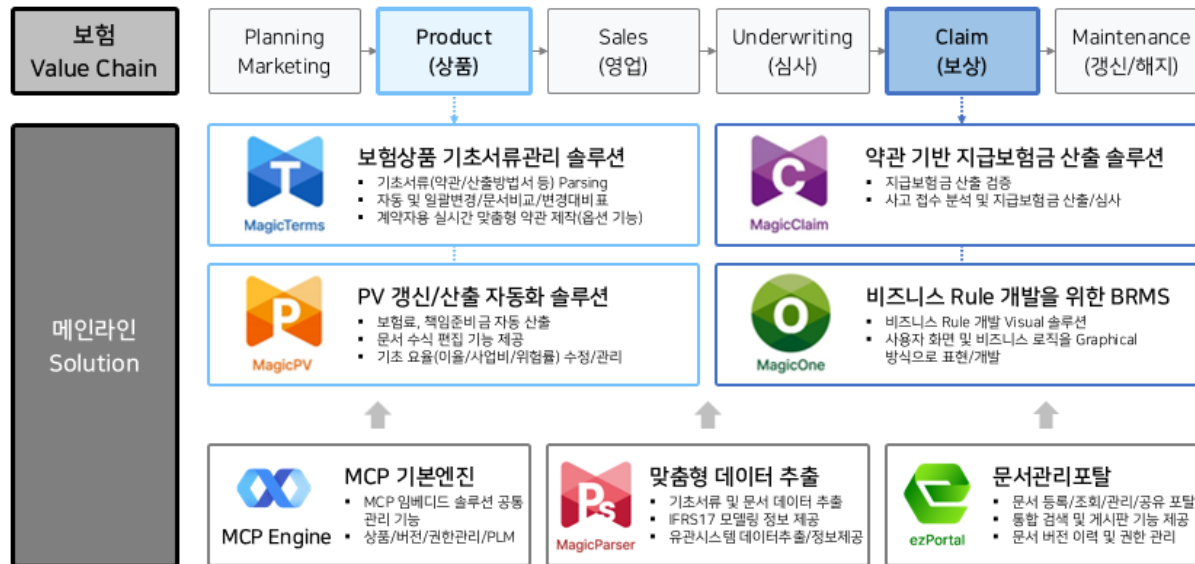 보험
Value Chain
Planning
Marketing
Product
(상품)
Sales
(영업)
Underwriting
(심사)
Claim
(보상)
Maintenance
(갱신/해지)
메인라인
Solution
T
MagicTerms
보험상품 기초서류관리 솔루션
▪ 기초서류(약관/산출방법서 등) Parsing
▪ 자동 및 일괄변경/문서비교/변경대비표
▪ 계약자용 실시간 맞춤형 약관 제작(옵션 기능)
C
MagicClaim
약관 기반 지급보험금 산출 솔루션
▪ 지급보험금 산출 검증
▪ 사고 접수 분석 및 지급보험금 산출/심사
P
MagicPV
PV 갱신/산출 자동화 솔루션
▪ 보험료, 책임준비금 자동 산출
▪ 문서 수식 편집 기능 제공
▪ 기초 요율(이율/사업비/위험률) 수정/관리
O
MagicOne
비즈니스 Rule 개발을 위한 BRMS
▪ 비즈니스 Rule 개발 Visual 솔루션
▪ 사용자 화면 및 비즈니스 로직을 Graphical
방식으로 표현/개발
MCP Engine
MCP 기본엔진
▪ MCP 임베디드 솔루션 공통
관리 기능
▪ 상품/버전/권한관리/PLM
Ps
MagicParser
맞춤형 데이터 추출
▪ 기초서류 및 문서 데이터 추출
▪ IFRS17 모델링 정보 제공
▪ 유관시스템 데이터추출/정보제공
ezPortal
문서관리포탈
▪ 문서 등록/조회/관리/공유 포탈
▪ 통합 검색 및 게시판 기능 제공
▪ 문서 버전 이력 및 권한 관리